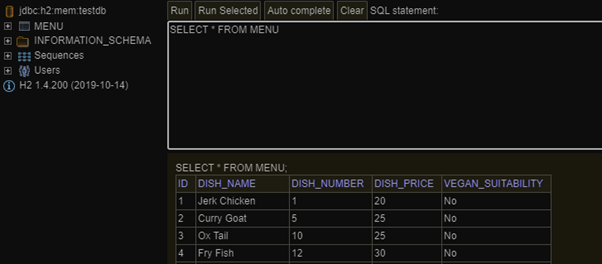 jdbc:h2:mem:testdb
MENU
INFORMATION_SCHEMA
Sequences
Users
H2 1.4.200 (2019-10-14)
Run Run Selected Auto complete Clear SQL statement:
SELECT * FROM MENU
SELECT * FROM MENU;
ID DISH_NAME DISH_NUMBER DISH_PRICE VEGAN_SUITABILITY
1 Jerk Chicken 1 20 No
2 Curry Goat 5 25 No
3 Ox Tail 10 25 No
4 Fry Fish 12 30 No